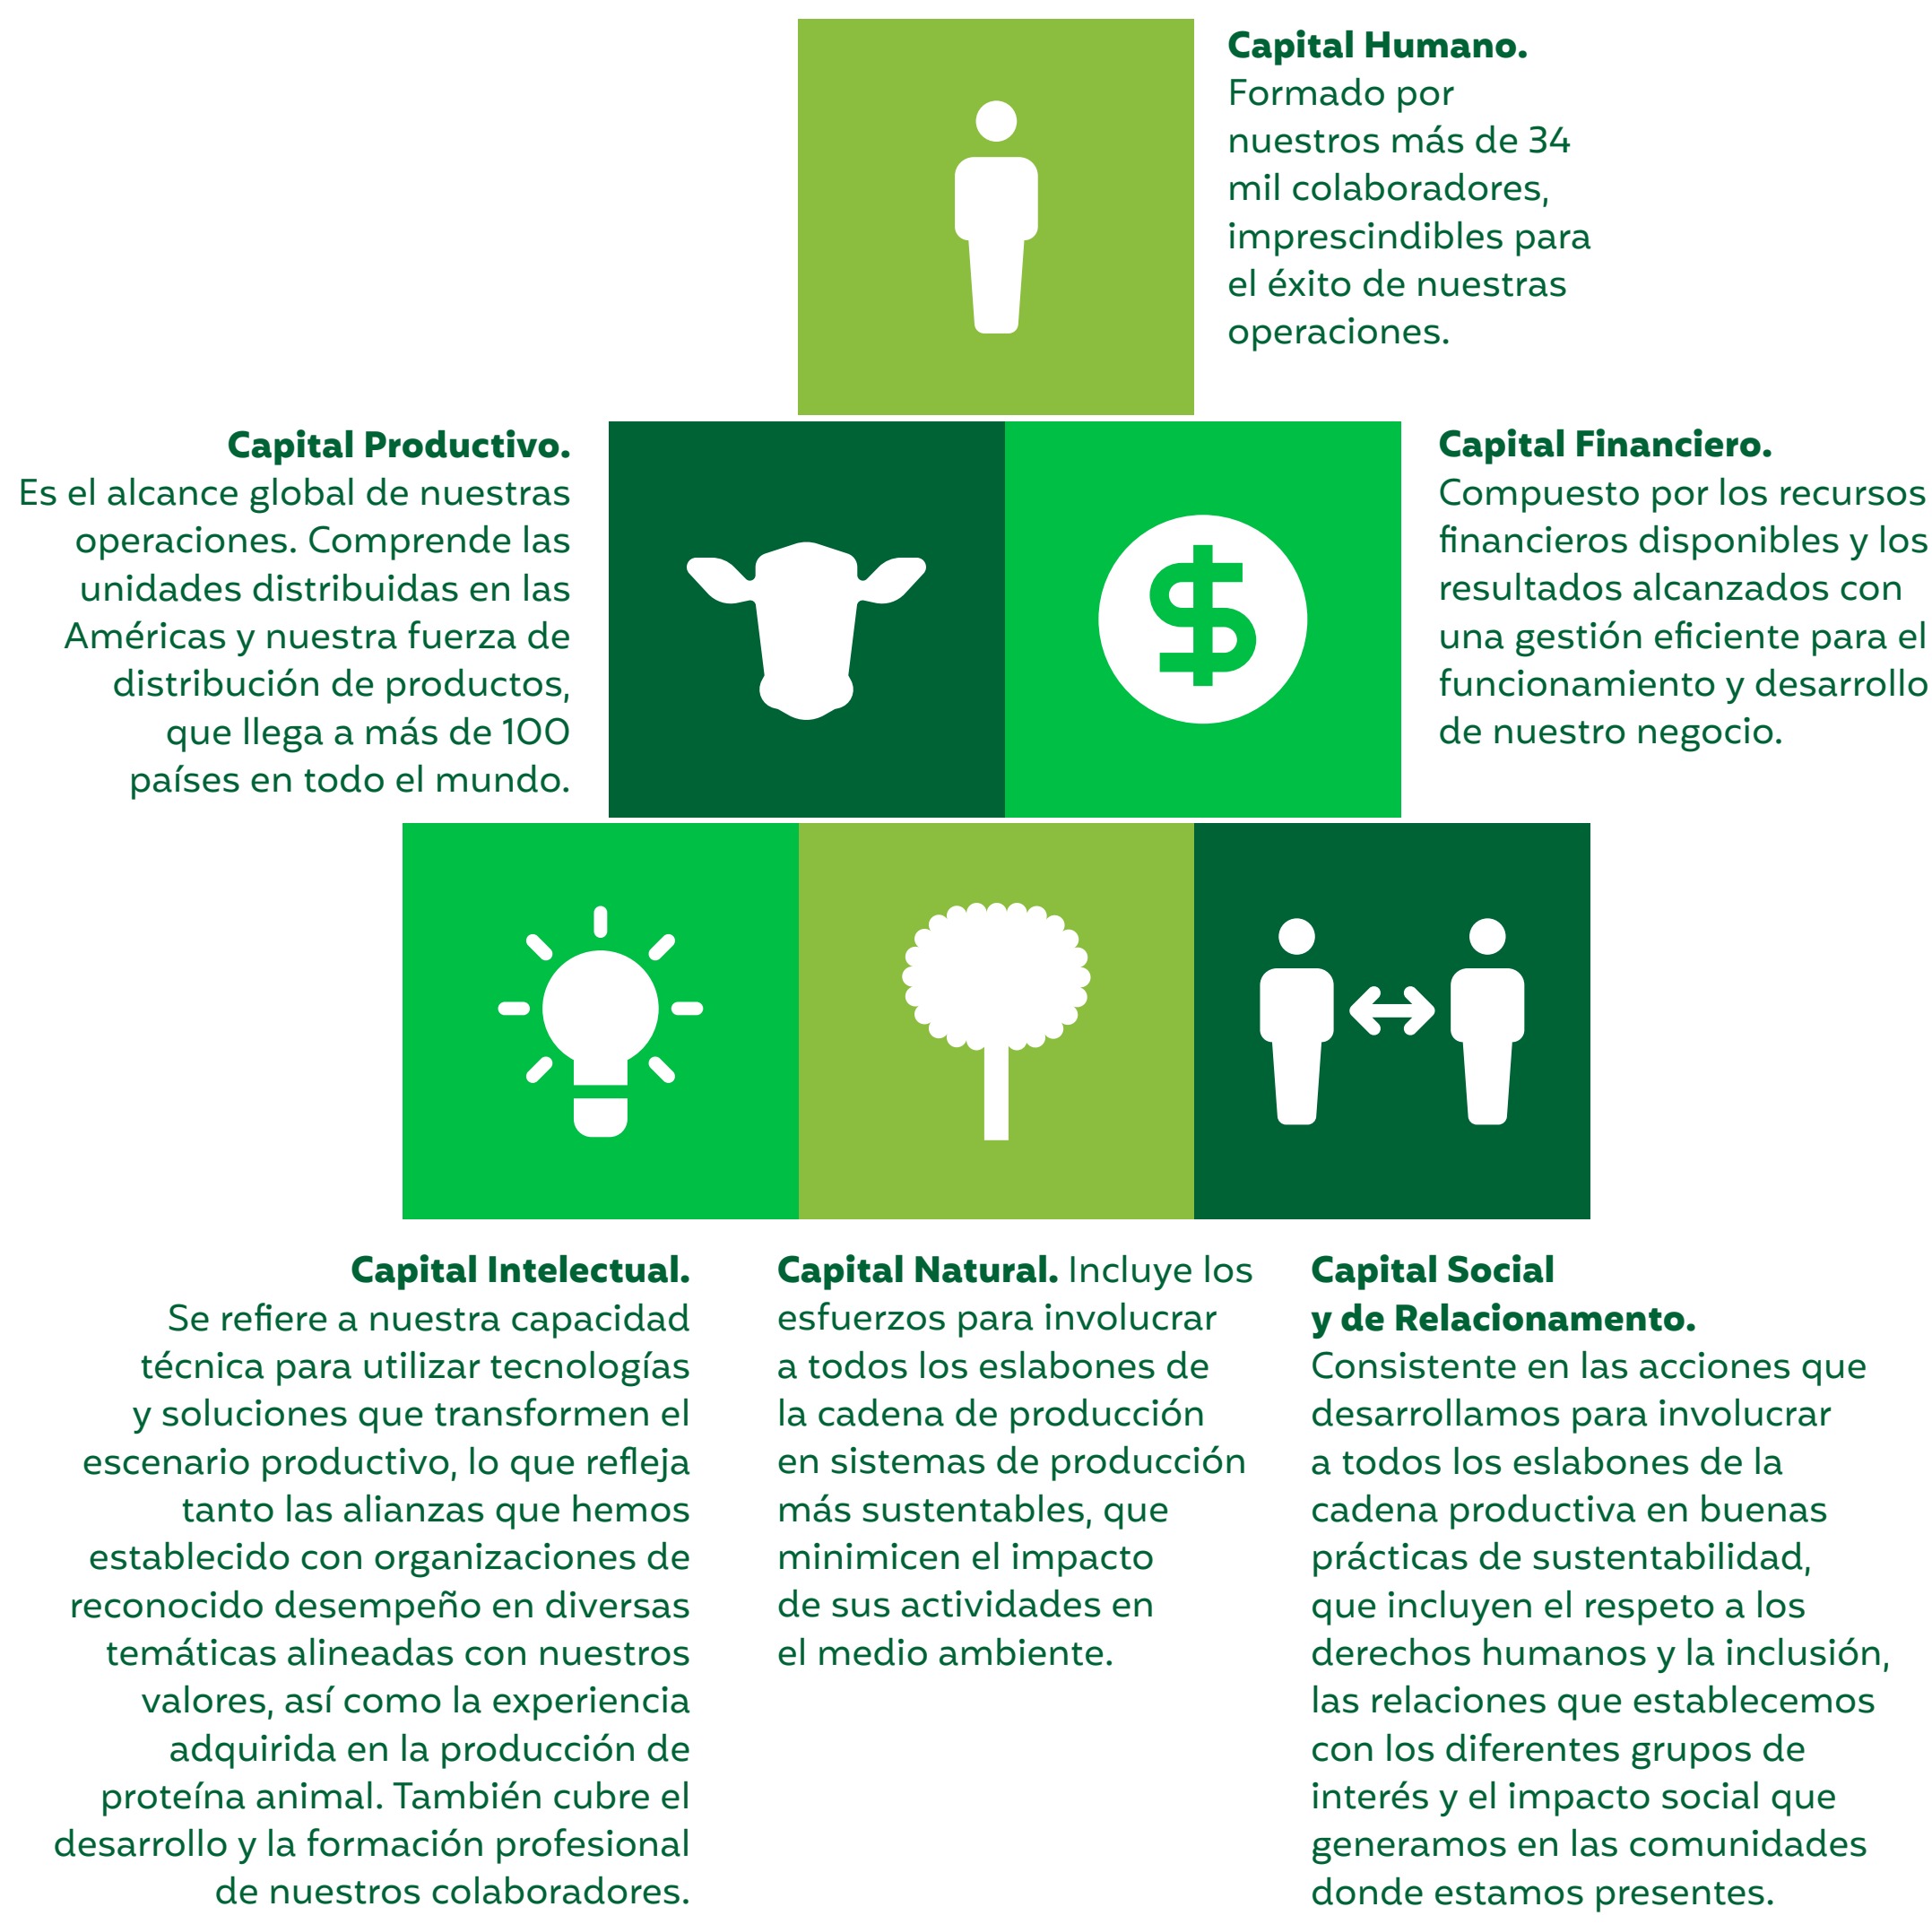 Capital Humano.
Formado por
nuestros más de 34
mil colaboradores,
imprescindibles para
el éxito de nuestras
operaciones.
Capital Productivo.
Es el alcance global de nuestras
operaciones. Comprende las
unidades distribuidas en las
Américas y nuestra fuerza de
distribución de productos,
que llega a más de 100
países en todo el mundo.
Capital Financiero.
Compuesto por los recursos
financieros disponibles y los
resultados alcanzados con
una gestión eficiente para el
funcionamiento y desarrollo
de nuestro negocio.
Capital Intelectual.
Se refiere a nuestra capacidad
técnica para utilizar tecnologías
y soluciones que transformen el
escenario productivo, lo que refleja
tanto las alianzas que hemos
establecido con organizaciones de
reconocido desempeño en diversas
temáticas alineadas con nuestros
valores, así como la experiencia
adquirida en la producción de
proteína animal. También cubre el
desarrollo y la formación profesional
de nuestros colaboradores.
Capital Natural. Incluye los
esfuerzos para involucrar
a todos los eslabones de
la cadena de producción
en sistemas de producción
más sustentables, que
minimicen el impacto
de sus actividades en
el medio ambiente.
Capital Social
y de Relacionamento.
Consistente en las acciones que
desarrollamos para involucrar
a todos los eslabones de la
cadena productiva en buenas
prácticas de sustentabilidad,
que incluyen el respeto a los
derechos humanos y la inclusión,
las relaciones que establecemos
con los diferentes grupos de
interés y el impacto social que
generamos en las comunidades
donde estamos presentes.